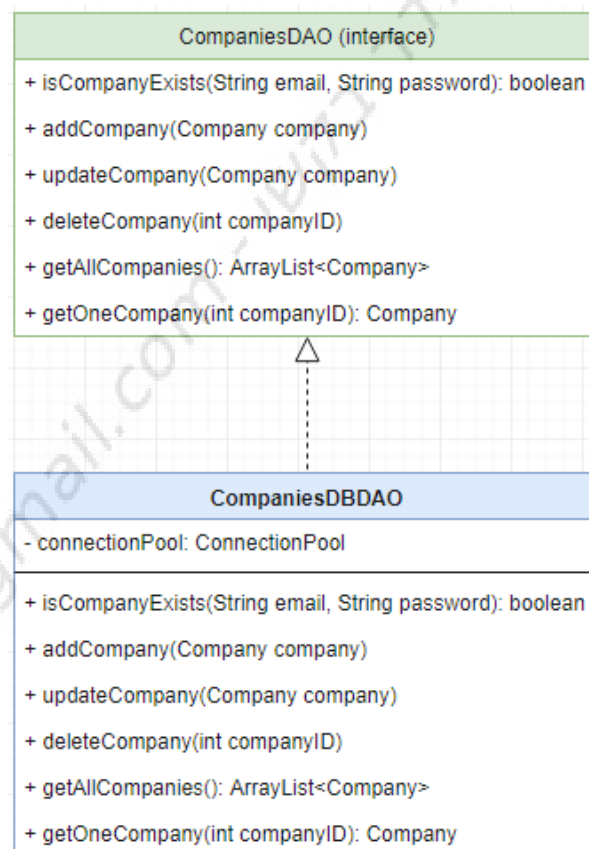 CompaniesDAO (interface)
+ isCompanyExists(String email, String password): boolean
+ addCompany(Company company)
+ updateCompany(Company company)
+ deleteCompany(int companyID)
+ getAllCompanies(): ArrayList<Company>
+ getOneCompany(int companyID): Company
CompaniesDBDAO
- connectionPool: ConnectionPool
+ isCompanyExists(String email, String password): boolean
+ addCompany(Company company)
+ updateCompany(Company company)
+ deleteCompany(int companyID)
+ getAllCompanies(): ArrayList<Company>
+ getOneCompany(int companyID): Company
gmail.com -